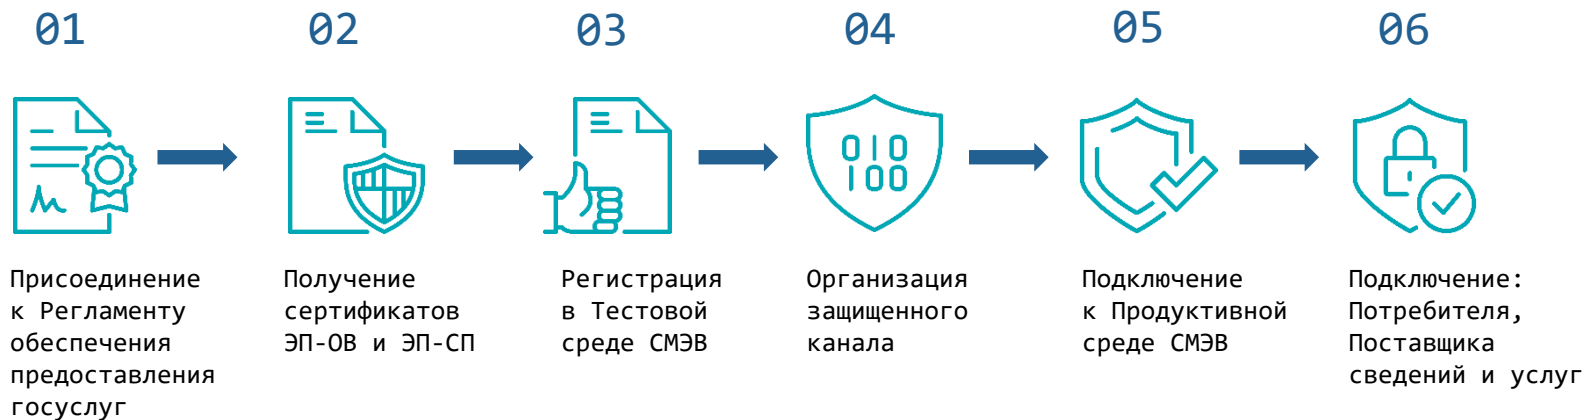 01
02
03
04
05
06
010
100
Присоединение
к Регламенту
обеспечения
предоставления
госуслуг
Получение
сертификатов
ЭП-ОВ и ЭП-СП
Регистрация
в Тестовой
среде СМЭВ
Организация
защищенного
канала
Подключение
к Продуктивной
среде СМЭВ
Подключение:
Потребителя,
Поставщика
сведений и услуг